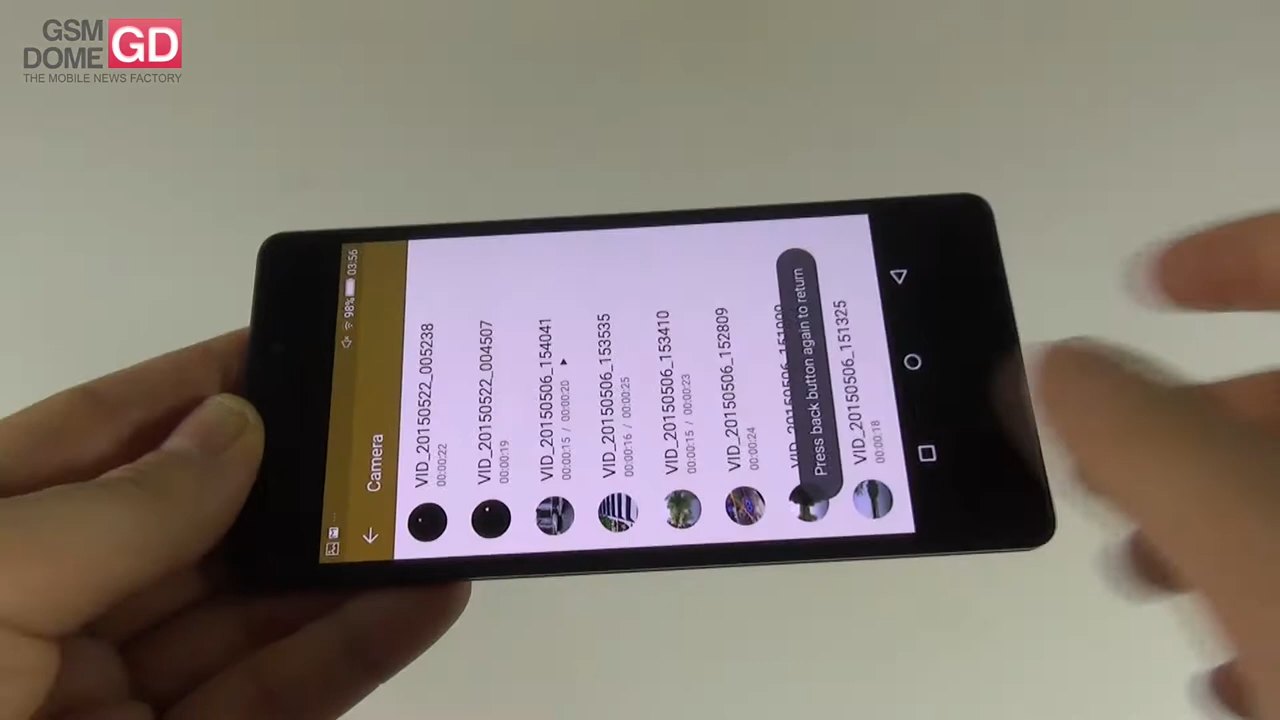 GSM
DOME GD
THE MOBILE NEWS FACTORY
98% 03:56
Camera
VID_20150522_005238
00:00:22
VID_20150522_004507
00:00:19
VID_20150506_154041
00:00:15 / 00:00:20
VID_20150506_153535
00:00:16 / 00:00:25
VID_20150506_153410
00:00:15 / 00:00:23
VID_20150506_152809
00:00:24
Press back button again to return
VID_20150506_151325
00:00:18